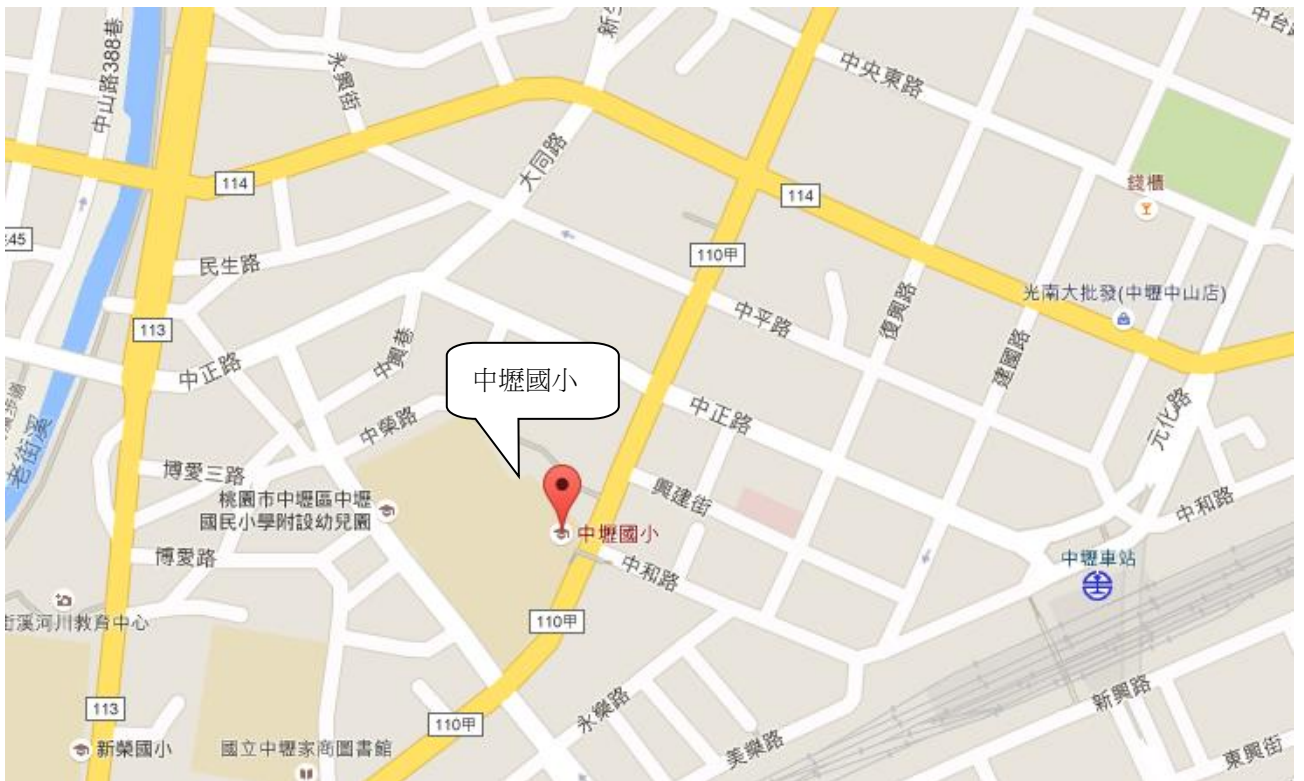 中山路388巷
永興街
大同路
中央東路
錢櫃
114
114
民生路
110甲
中平路
復興路
光南大批發(中壢中山店)
建國路
113
中正路
中興巷
中壢國小
中正路
元化路
中榮路
老街溪
博愛三路
桃園市中壢區中壢
國民小學附設幼兒園
興建街
中和路
中壢國小
博愛路
中和路
中壢車站
街溪河川教育中心
110甲
113
110甲
永樂路
新興路
新榮國小
國立中壢家商圖書館
美樂路
東興街